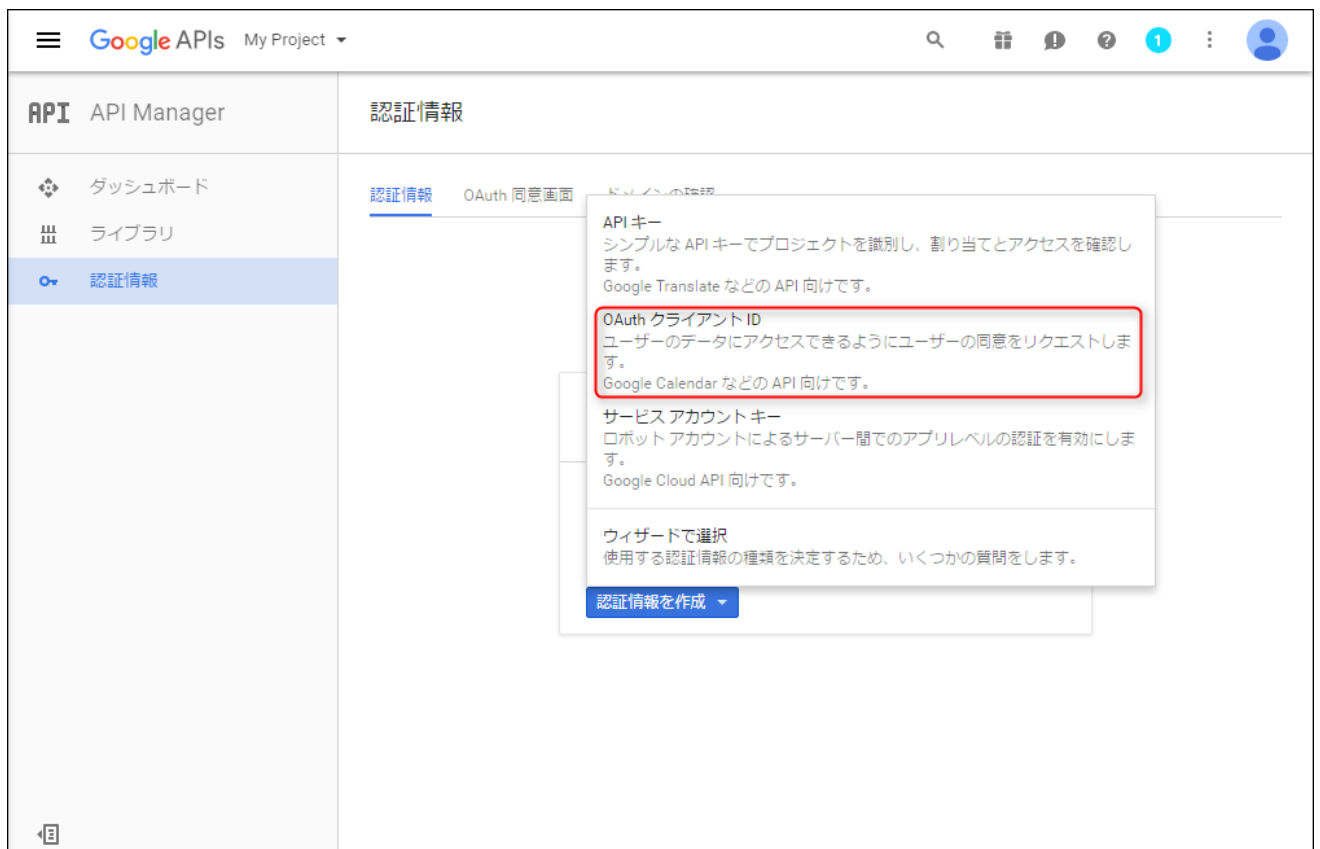 Google APIs My Project
1
API API Manager
認証情報
ダッシュボード
ライブラリ
認証情報
認証情報 OAuth 同意画面 ドメインの確認
API キー
シンプルな API キーでプロジェクトを識別し、割り当てとアクセスを確認し
ます。
Google Translate などの API 向けです。
OAuth クライアント ID
ユーザーのデータにアクセスできるようにユーザーの同意をリクエストしま
す。
Google Calendar などの API 向けです。
サービス アカウント キー
ロボット アカウントによるサーバー間でのアプリレベルの認証を有効にしま
す。
Google Cloud API 向けです。
ウィザードで選択
使用する認証情報の種類を決定するため、いくつかの質問をします。
認証情報を作成